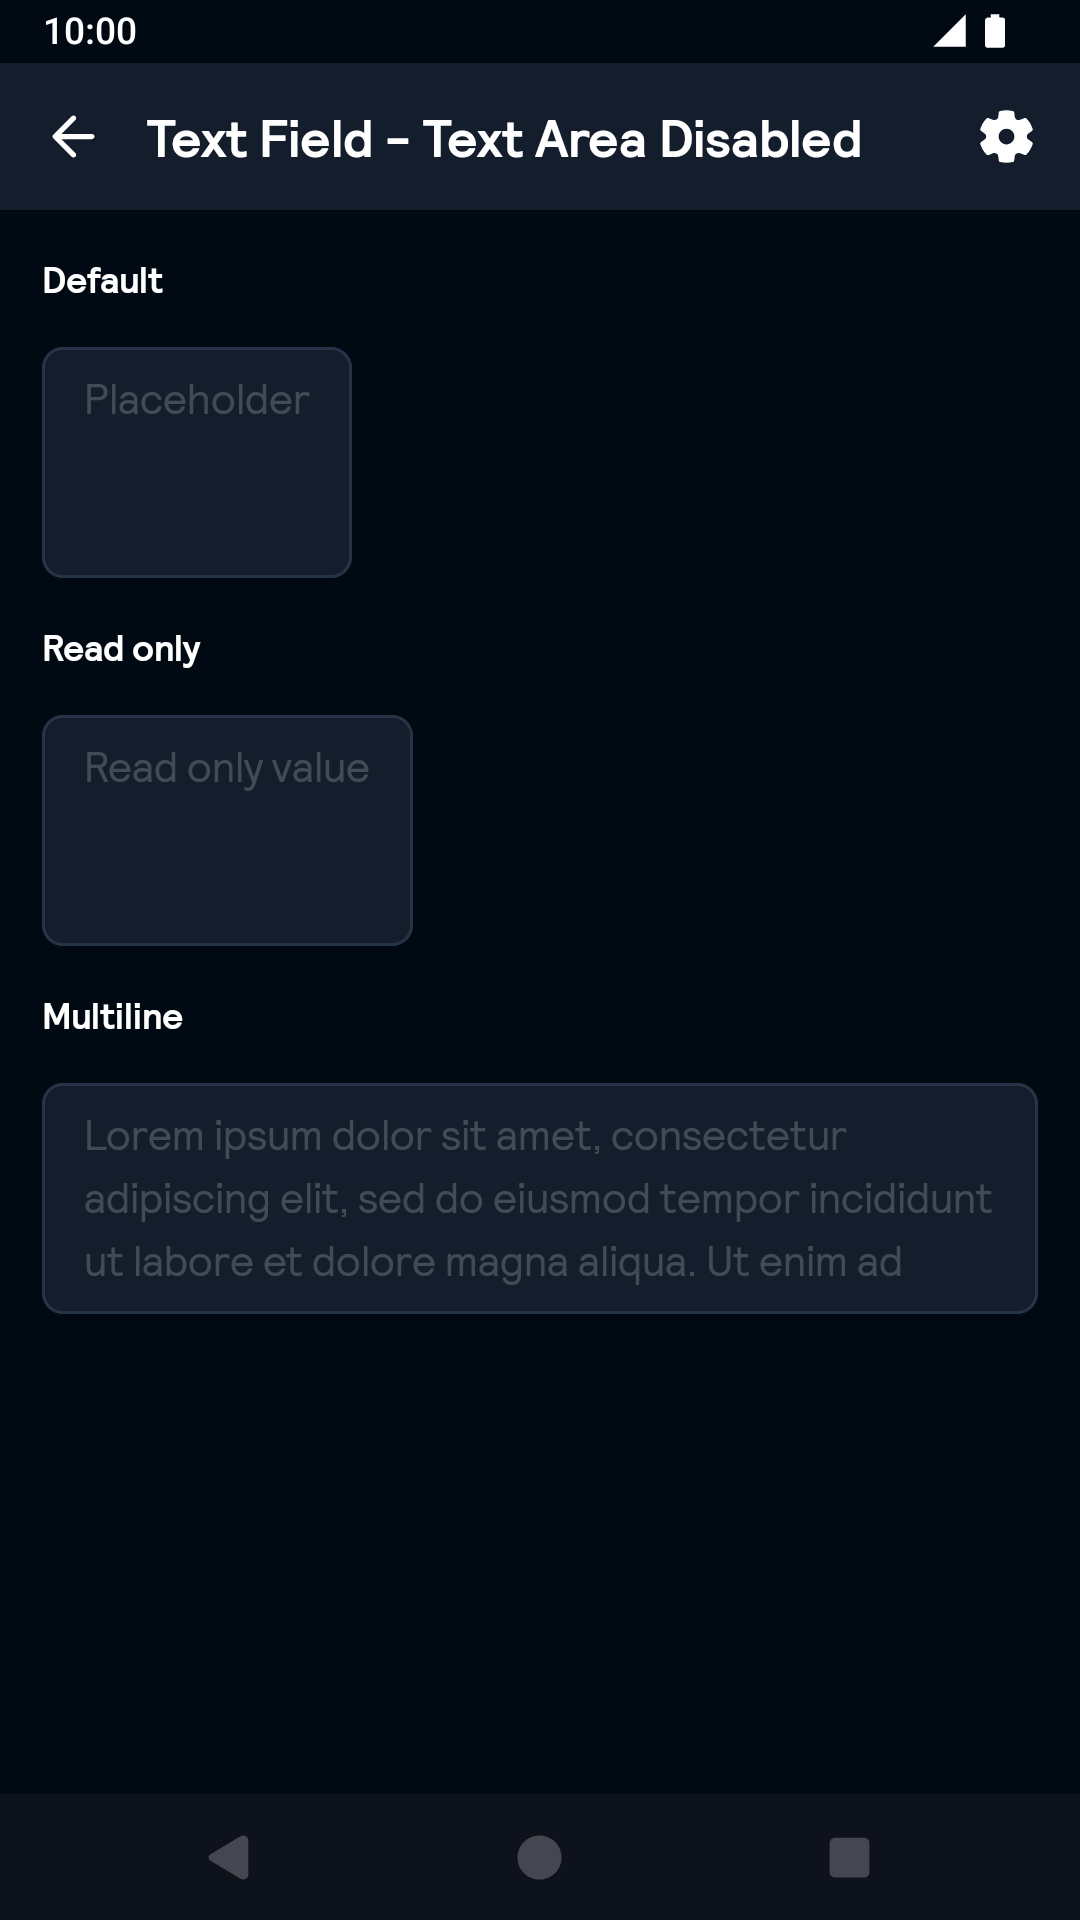 10:00
Text Field - Text Area Disabled
Default
Placeholder
Read only
Read only value
Multiline
Lorem ipsum dolor sit amet, consectetur
adipiscing elit, sed do eiusmod tempor incididunt
ut labore et dolore magna aliqua. Ut enim ad